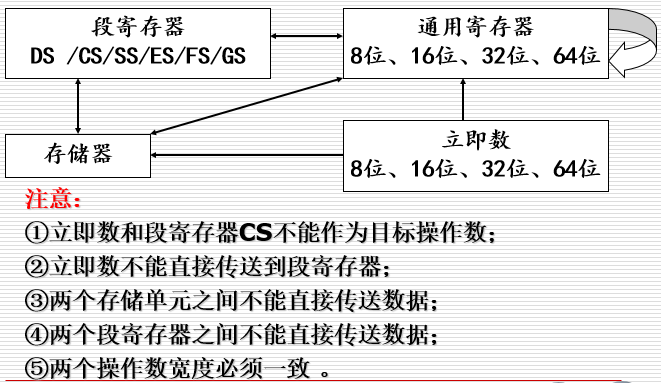 段寄存器
DS /CS/SS/ES/FS/GS
通用寄存器
8位、16位、32位、64位
存储器
立即数
8位、16位、32位、64位
注意：
①立即数和段寄存器CS不能作为目标操作数；
②立即数不能直接传送到段寄存器；
③两个存储单元之间不能直接传送数据；
④两个段寄存器之间不能直接传送数据；
⑤两个操作数宽度必须一致 。